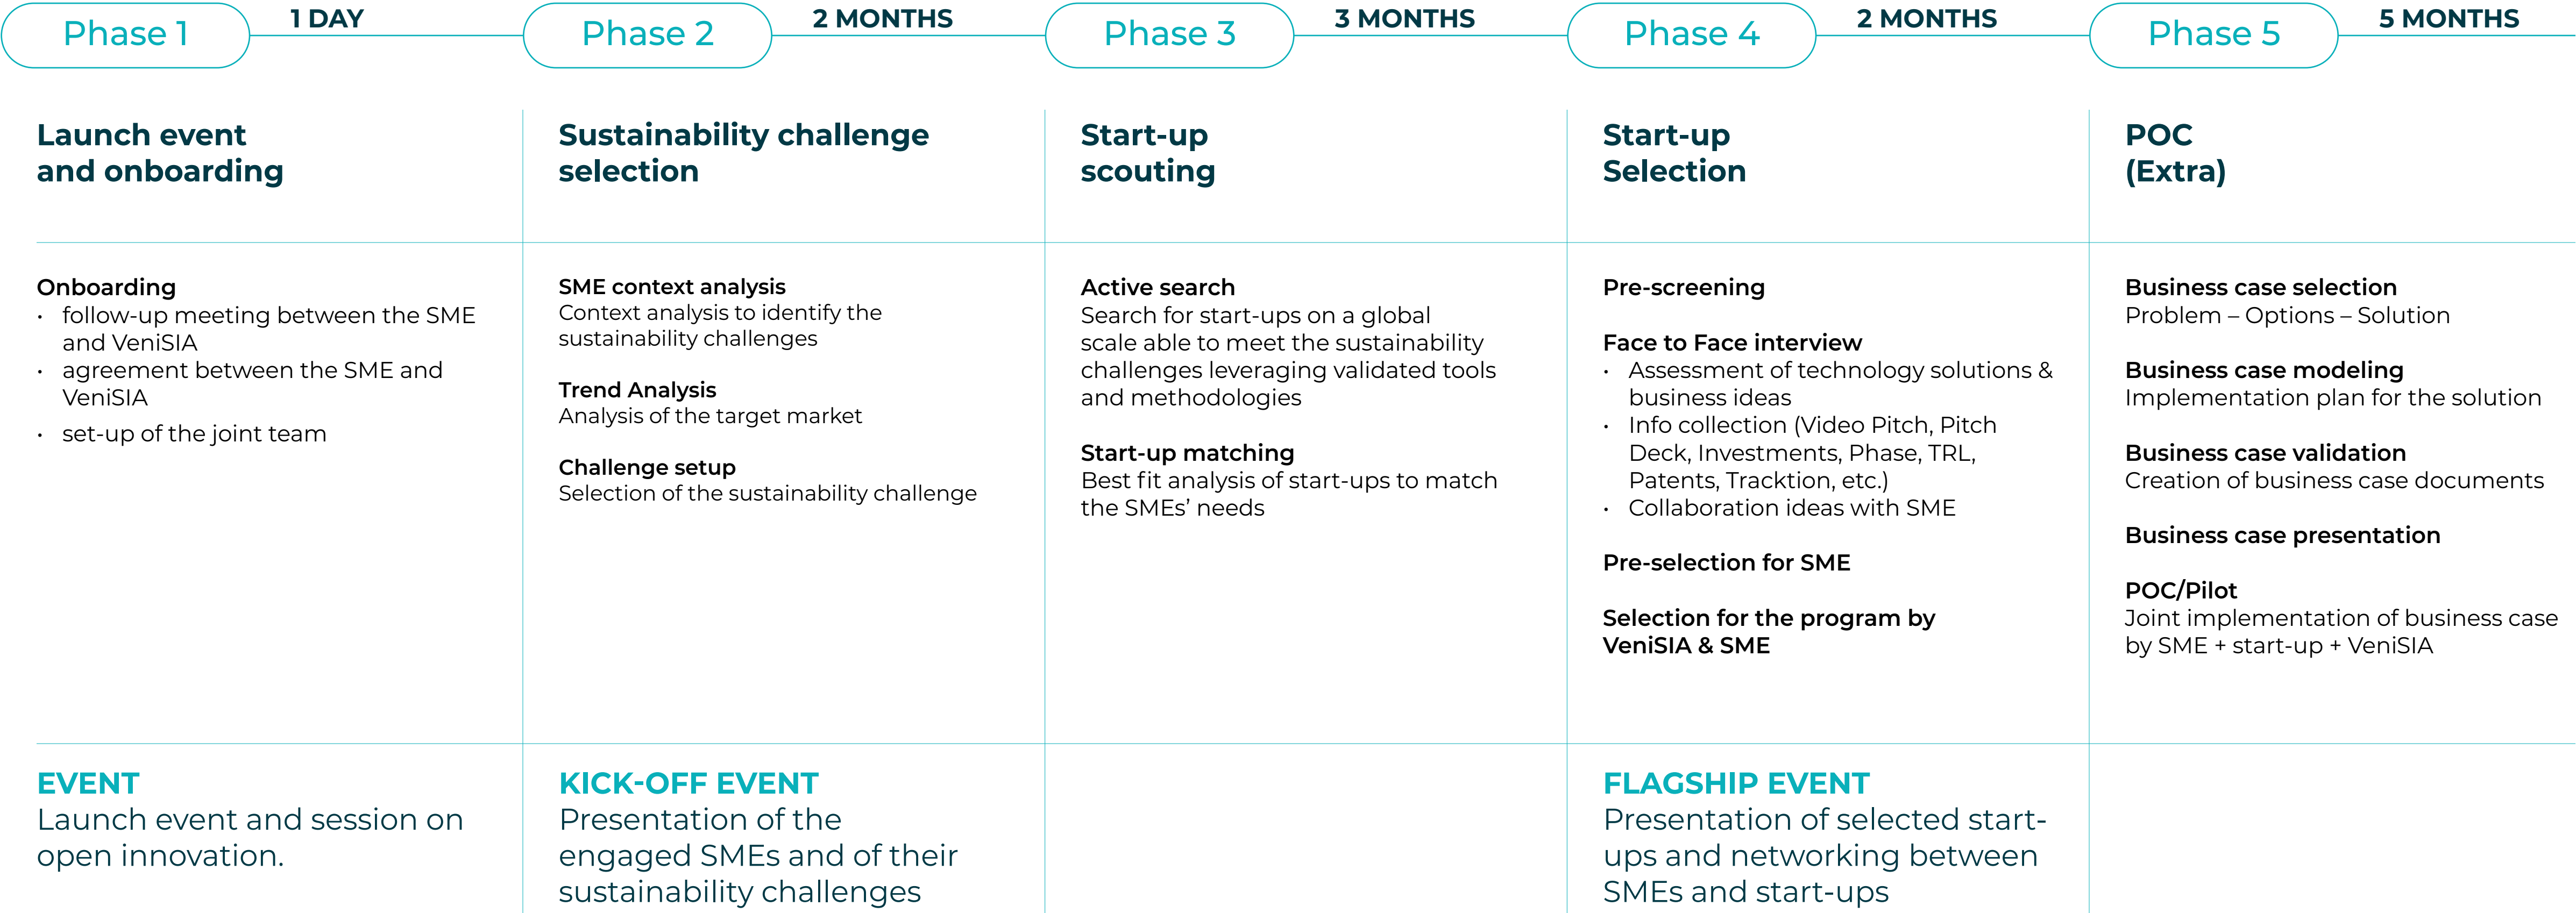 Phase 1
1 DAY
Phase 2
2 MONTHS
Phase 3
3 MONTHS
Phase 4
2 MONTHS
Phase 5
5 MONTHS
Launch event
and onboarding
Sustainability challenge
selection
Start-up
scouting
Start-up
Selection
POC
(Extra)
Onboarding
• follow-up meeting between the SME
and VeniSIA
• agreement between the SME and
VeniSIA
• set-up of the joint team
SME context analysis
Context analysis to identify the
sustainability challenges
Trend Analysis
Analysis of the target market
Challenge setup
Selection of the sustainability challenge
Active search
Search for start-ups on a global
scale able to meet the sustainability
challenges leveraging validated tools
and methodologies
Start-up matching
Best fit analysis of start-ups to match
the SMEs’ needs
Pre-screening
Face to Face interview
• Assessment of technology solutions &
business ideas
• Info collection (Video Pitch, Pitch
Deck, Investments, Phase, TRL,
Patents, Tracktion, etc.)
• Collaboration ideas with SME
Pre-selection for SME
Selection for the program by
VeniSIA & SME
Business case selection
Problem – Options – Solution
Business case modeling
Implementation plan for the solution
Business case validation
Creation of business case documents
Business case presentation
POC/Pilot
Joint implementation of business case
by SME + start-up + VeniSIA
EVENT
Launch event and session on
open innovation.
KICK-OFF EVENT
Presentation of the
engaged SMEs and of their
sustainability challenges
FLAGSHIP EVENT
Presentation of selected start-
ups and networking between
SMEs and start-ups